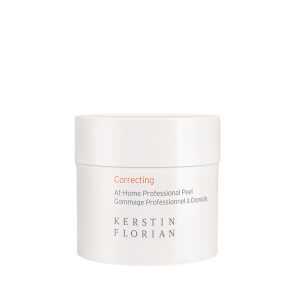 Correcting
At-Home Professional Peel
Gommage Professionnel à Domicile
KERSTIN
FLORIAN